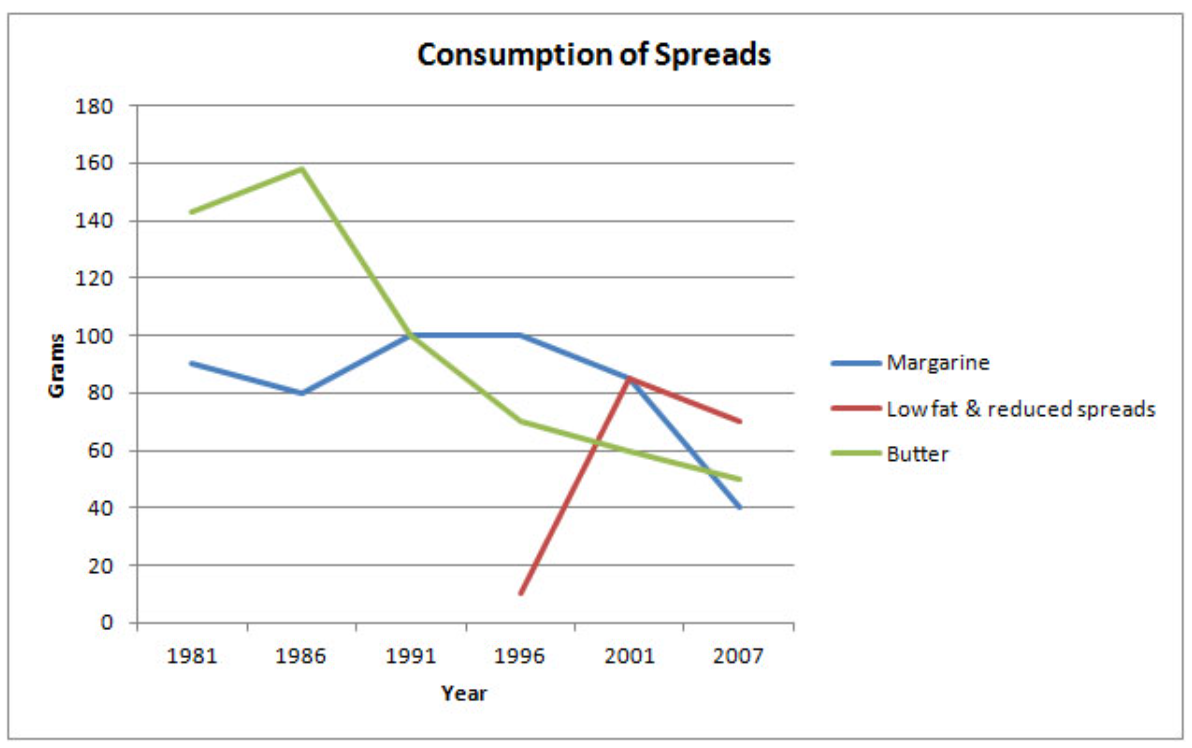 Consumption of Spreads
180
160
140
120
100
80
60
40
20
0
Grams
1981 1986 1991 1996 2001 2007
Year
Margarine
Low fat & reduced spreads
Butter